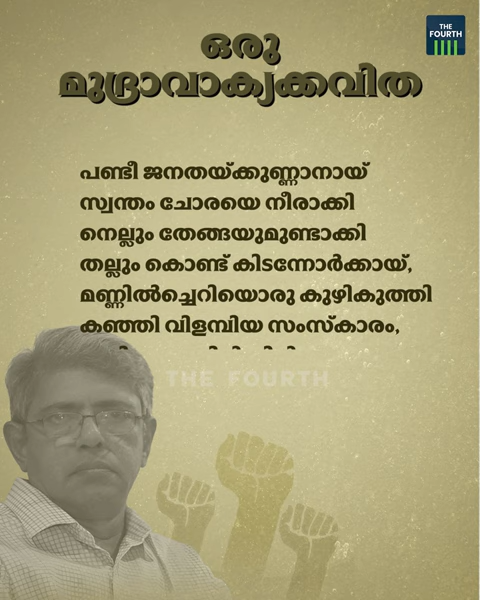 THE
FOURTH
ഒരു
മുദ്രാവാക്യക്കവിത
പണ്ടീ ജനതയ്ക്കുണ്ണാനായ്
സ്വന്തം ചോരയെ നീരാക്കി
നെല്ലും തേങ്ങയുമുണ്ടാക്കി
തല്ലും കൊണ്ട് കിടന്നോർക്കായ്,
മണ്ണിൽച്ചെറിയൊരു കുഴികുത്തി
കഞ്ഞി വിളമ്പിയ സംസ്കാരം,
THE FOURTH